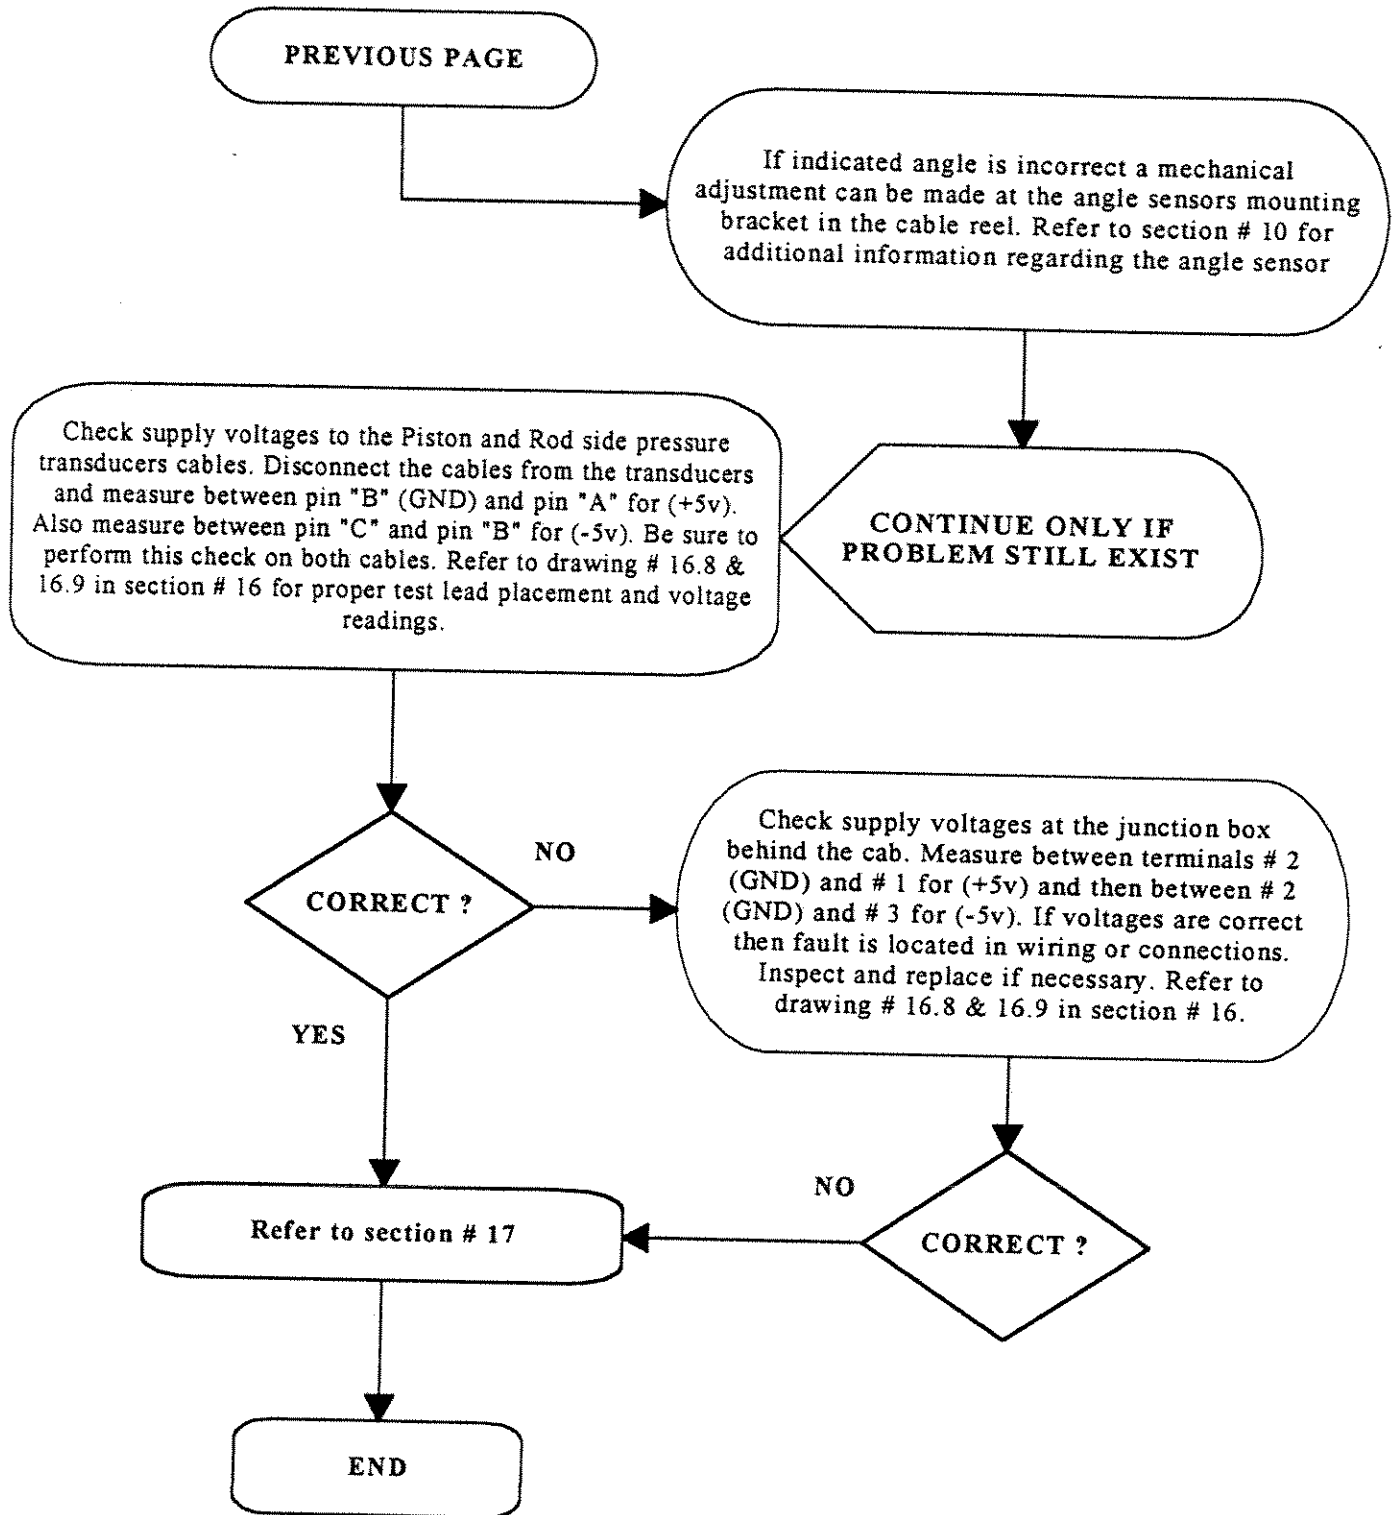 PREVIOUS PAGE
If indicated angle is incorrect a mechanical
adjustment can be made at the angle sensors mounting
bracket in the cable reel. Refer to section # 10 for
additional information regarding the angle sensor
CONTINUE ONLY IF
PROBLEM STILL EXIST
Check supply voltages to the Piston and Rod side pressure
transducers cables. Disconnect the cables from the transducers
and measure between pin "B" (GND) and pin "A" for (+5v).
Also measure between pin "C" and pin "B" for (-5v). Be sure to
perform this check on both cables. Refer to drawing # 16.8 &
16.9 in section # 16 for proper test lead placement and voltage
readings.
CORRECT ?
NO
Check supply voltages at the junction box
behind the cab. Measure between terminals # 2
(GND) and # 1 for (+5v) and then between # 2
(GND) and # 3 for (-5v). If voltages are correct
then fault is located in wiring or connections.
Inspect and replace if necessary. Refer to
drawing # 16.8 & 16.9 in section # 16.
YES
NO
CORRECT ?
Refer to section # 17
END